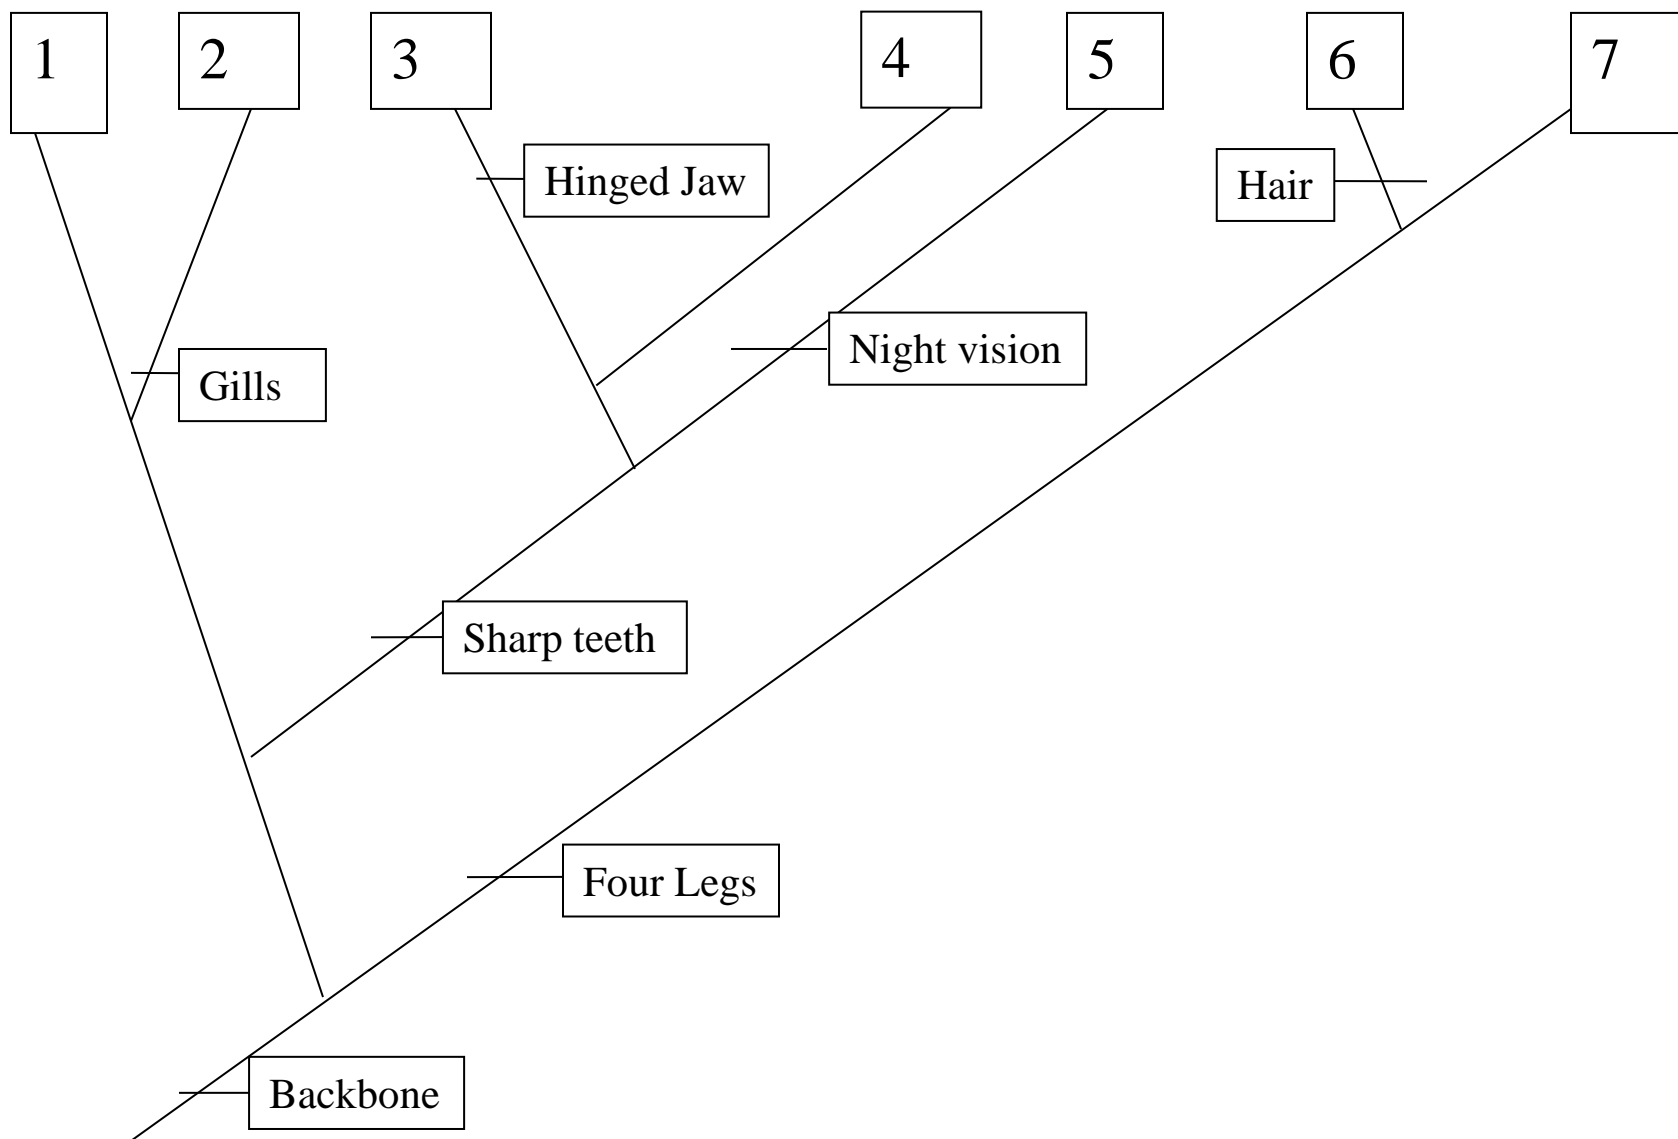 1
2
3
4
5
6
7
Hinged Jaw
Hair
Night vision
Gills
Sharp teeth
Four Legs
Backbone